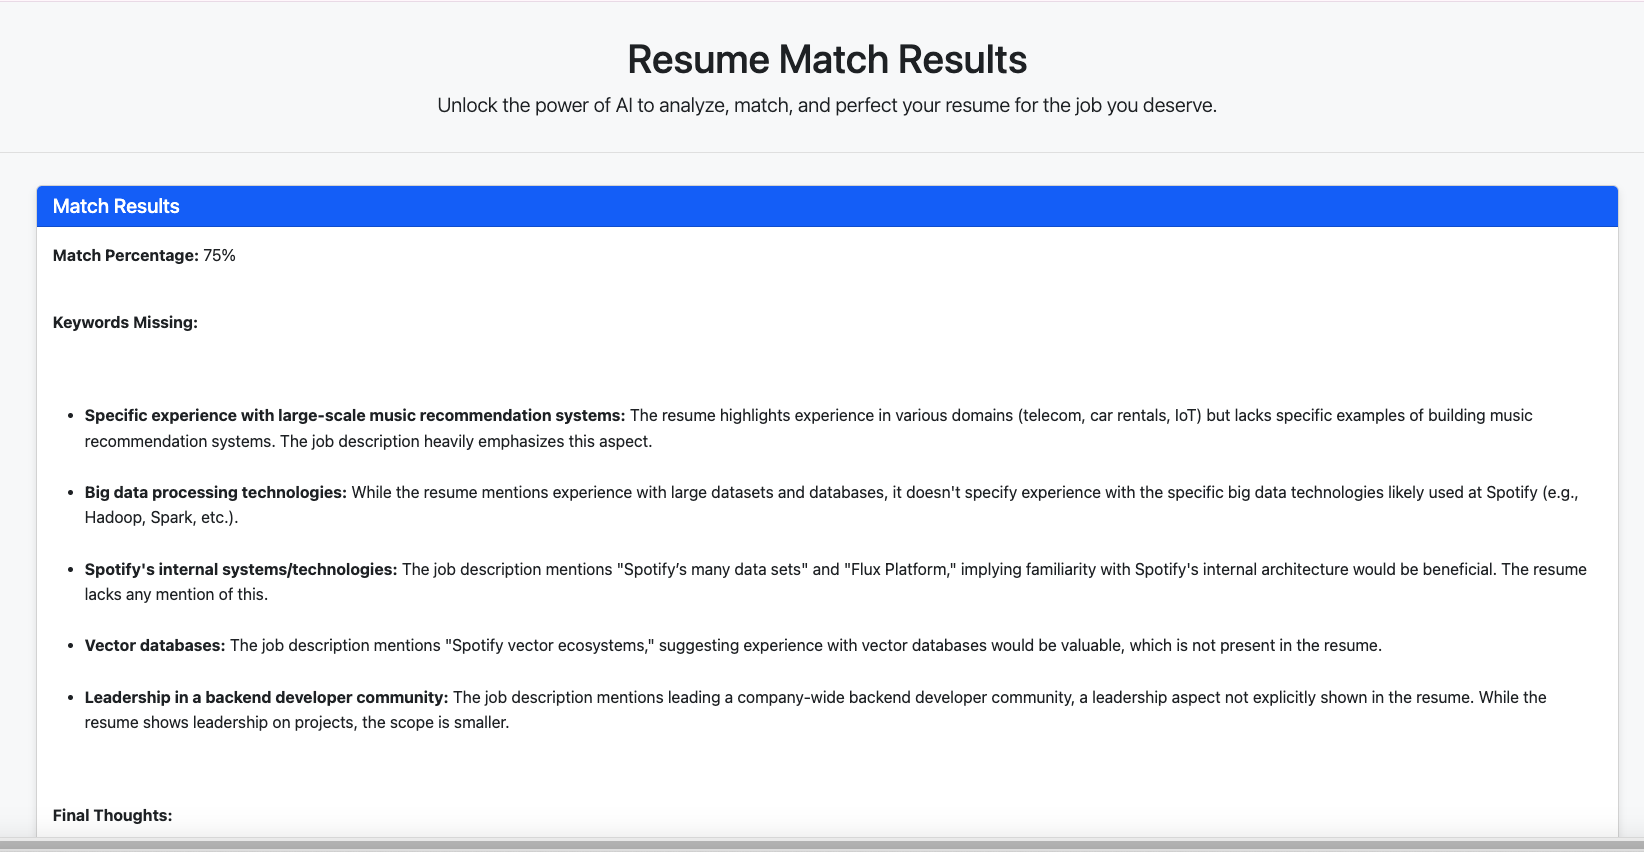 Resume Match Results
Unlock the power of AI to analyze, match, and perfect your resume for the job you deserve.
Match Results
Match Percentage: 75%
Keywords Missing:
• Specific experience with large-scale music recommendation systems: The resume highlights experience in various domains (telecom, car rentals, IoT) but lacks specific examples of building music
recommendation systems. The job description heavily emphasizes this aspect.
• Big data processing technologies: While the resume mentions experience with large datasets and databases, it doesn't specify experience with the specific big data technologies likely used at Spotify (e.g.,
Hadoop, Spark, etc.).
• Spotify's internal systems/technologies: The job description mentions "Spotify’s many data sets" and "Flux Platform," implying familiarity with Spotify's internal architecture would be beneficial. The resume
lacks any mention of this.
• Vector databases: The job description mentions "Spotify vector ecosystems," suggesting experience with vector databases would be valuable, which is not present in the resume.
• Leadership in a backend developer community: The job description mentions leading a company-wide backend developer community, a leadership aspect not explicitly shown in the resume. While the
resume shows leadership on projects, the scope is smaller.
Final Thoughts: